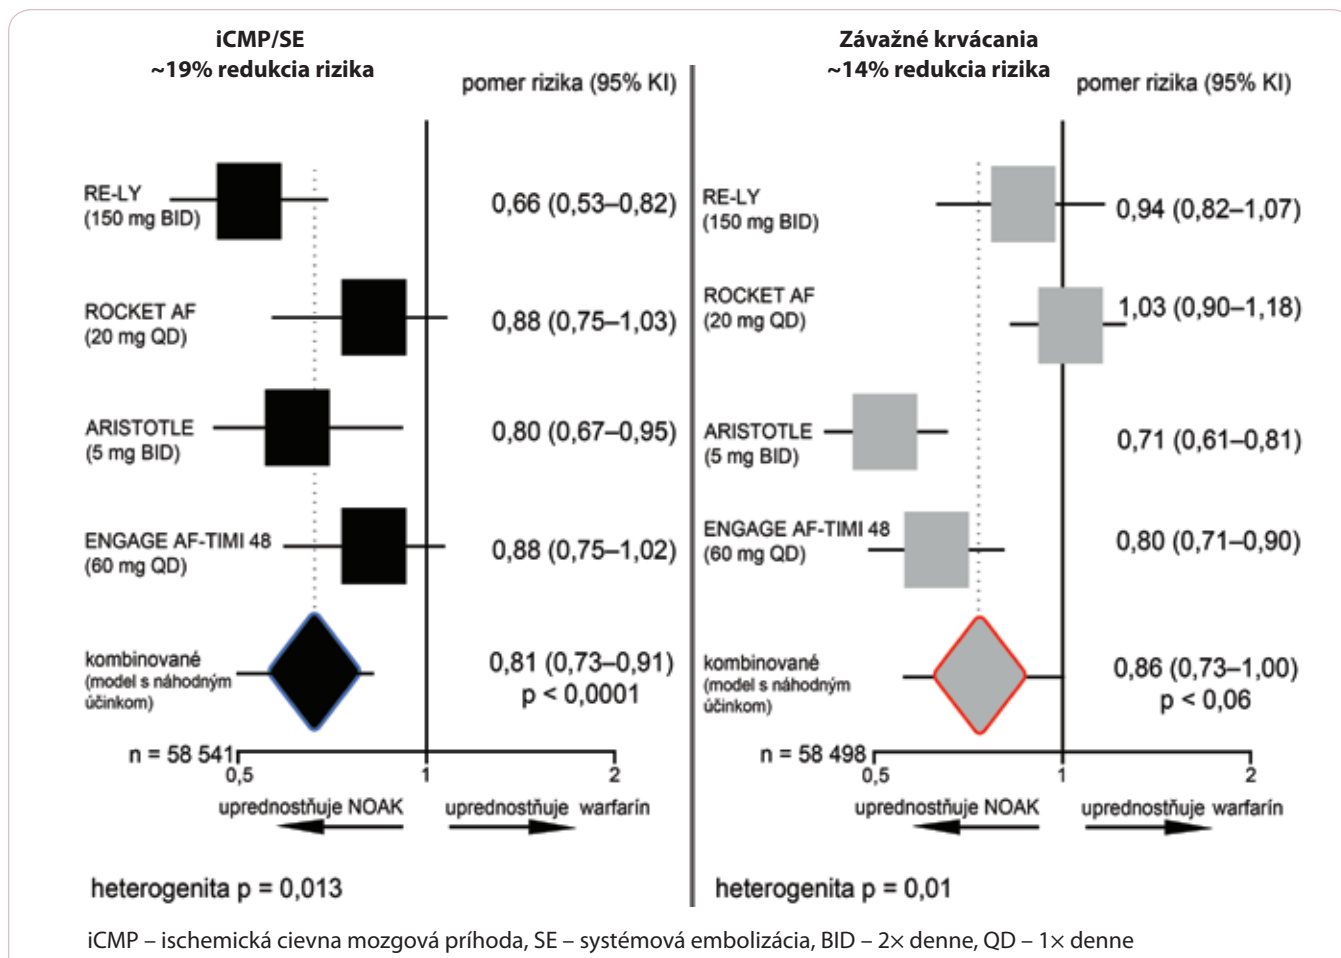 iCMP/SE
~19% redukcia rizika
pomer rizika (95% KI)
RE-LY
(150 mg BID)
0,66 (0,53–0,82)
ROCKET AF
(20 mg QD)
0,88 (0,75–1,03)
ARISTOTLE
(5 mg BID)
0,80 (0,67–0,95)
ENGAGE AF-TIMI 48
(60 mg QD)
0,88 (0,75–1,02)
kombinované
(model s náhodným
účinkom)
0,81 (0,73–0,91)
p < 0,0001
n = 58 541
0,5
1
2
uprednostňuje NOAK
uprednostňuje warfarín
heterogenita p = 0,013
Závažné krvácania
~14% redukcia rizika
pomer rizika (95% KI)
RE-LY
(150 mg BID)
0,94 (0,82–1,07)
ROCKET AF
(20 mg QD)
1,03 (0,90–1,18)
ARISTOTLE
(5 mg BID)
0,71 (0,61–0,81)
ENGAGE AF-TIMI 48
(60 mg QD)
0,80 (0,71–0,90)
kombinované
(model s náhodným
účinkom)
0,86 (0,73–1,00)
p < 0,06
n = 58 498
0,5
1
2
uprednostňuje NOAK
uprednostňuje warfarín
heterogenita p = 0,01
iCMP – ischemická cievna mozgová príhoda, SE – systémová embolizácia, BID – 2× denne, QD – 1× denne